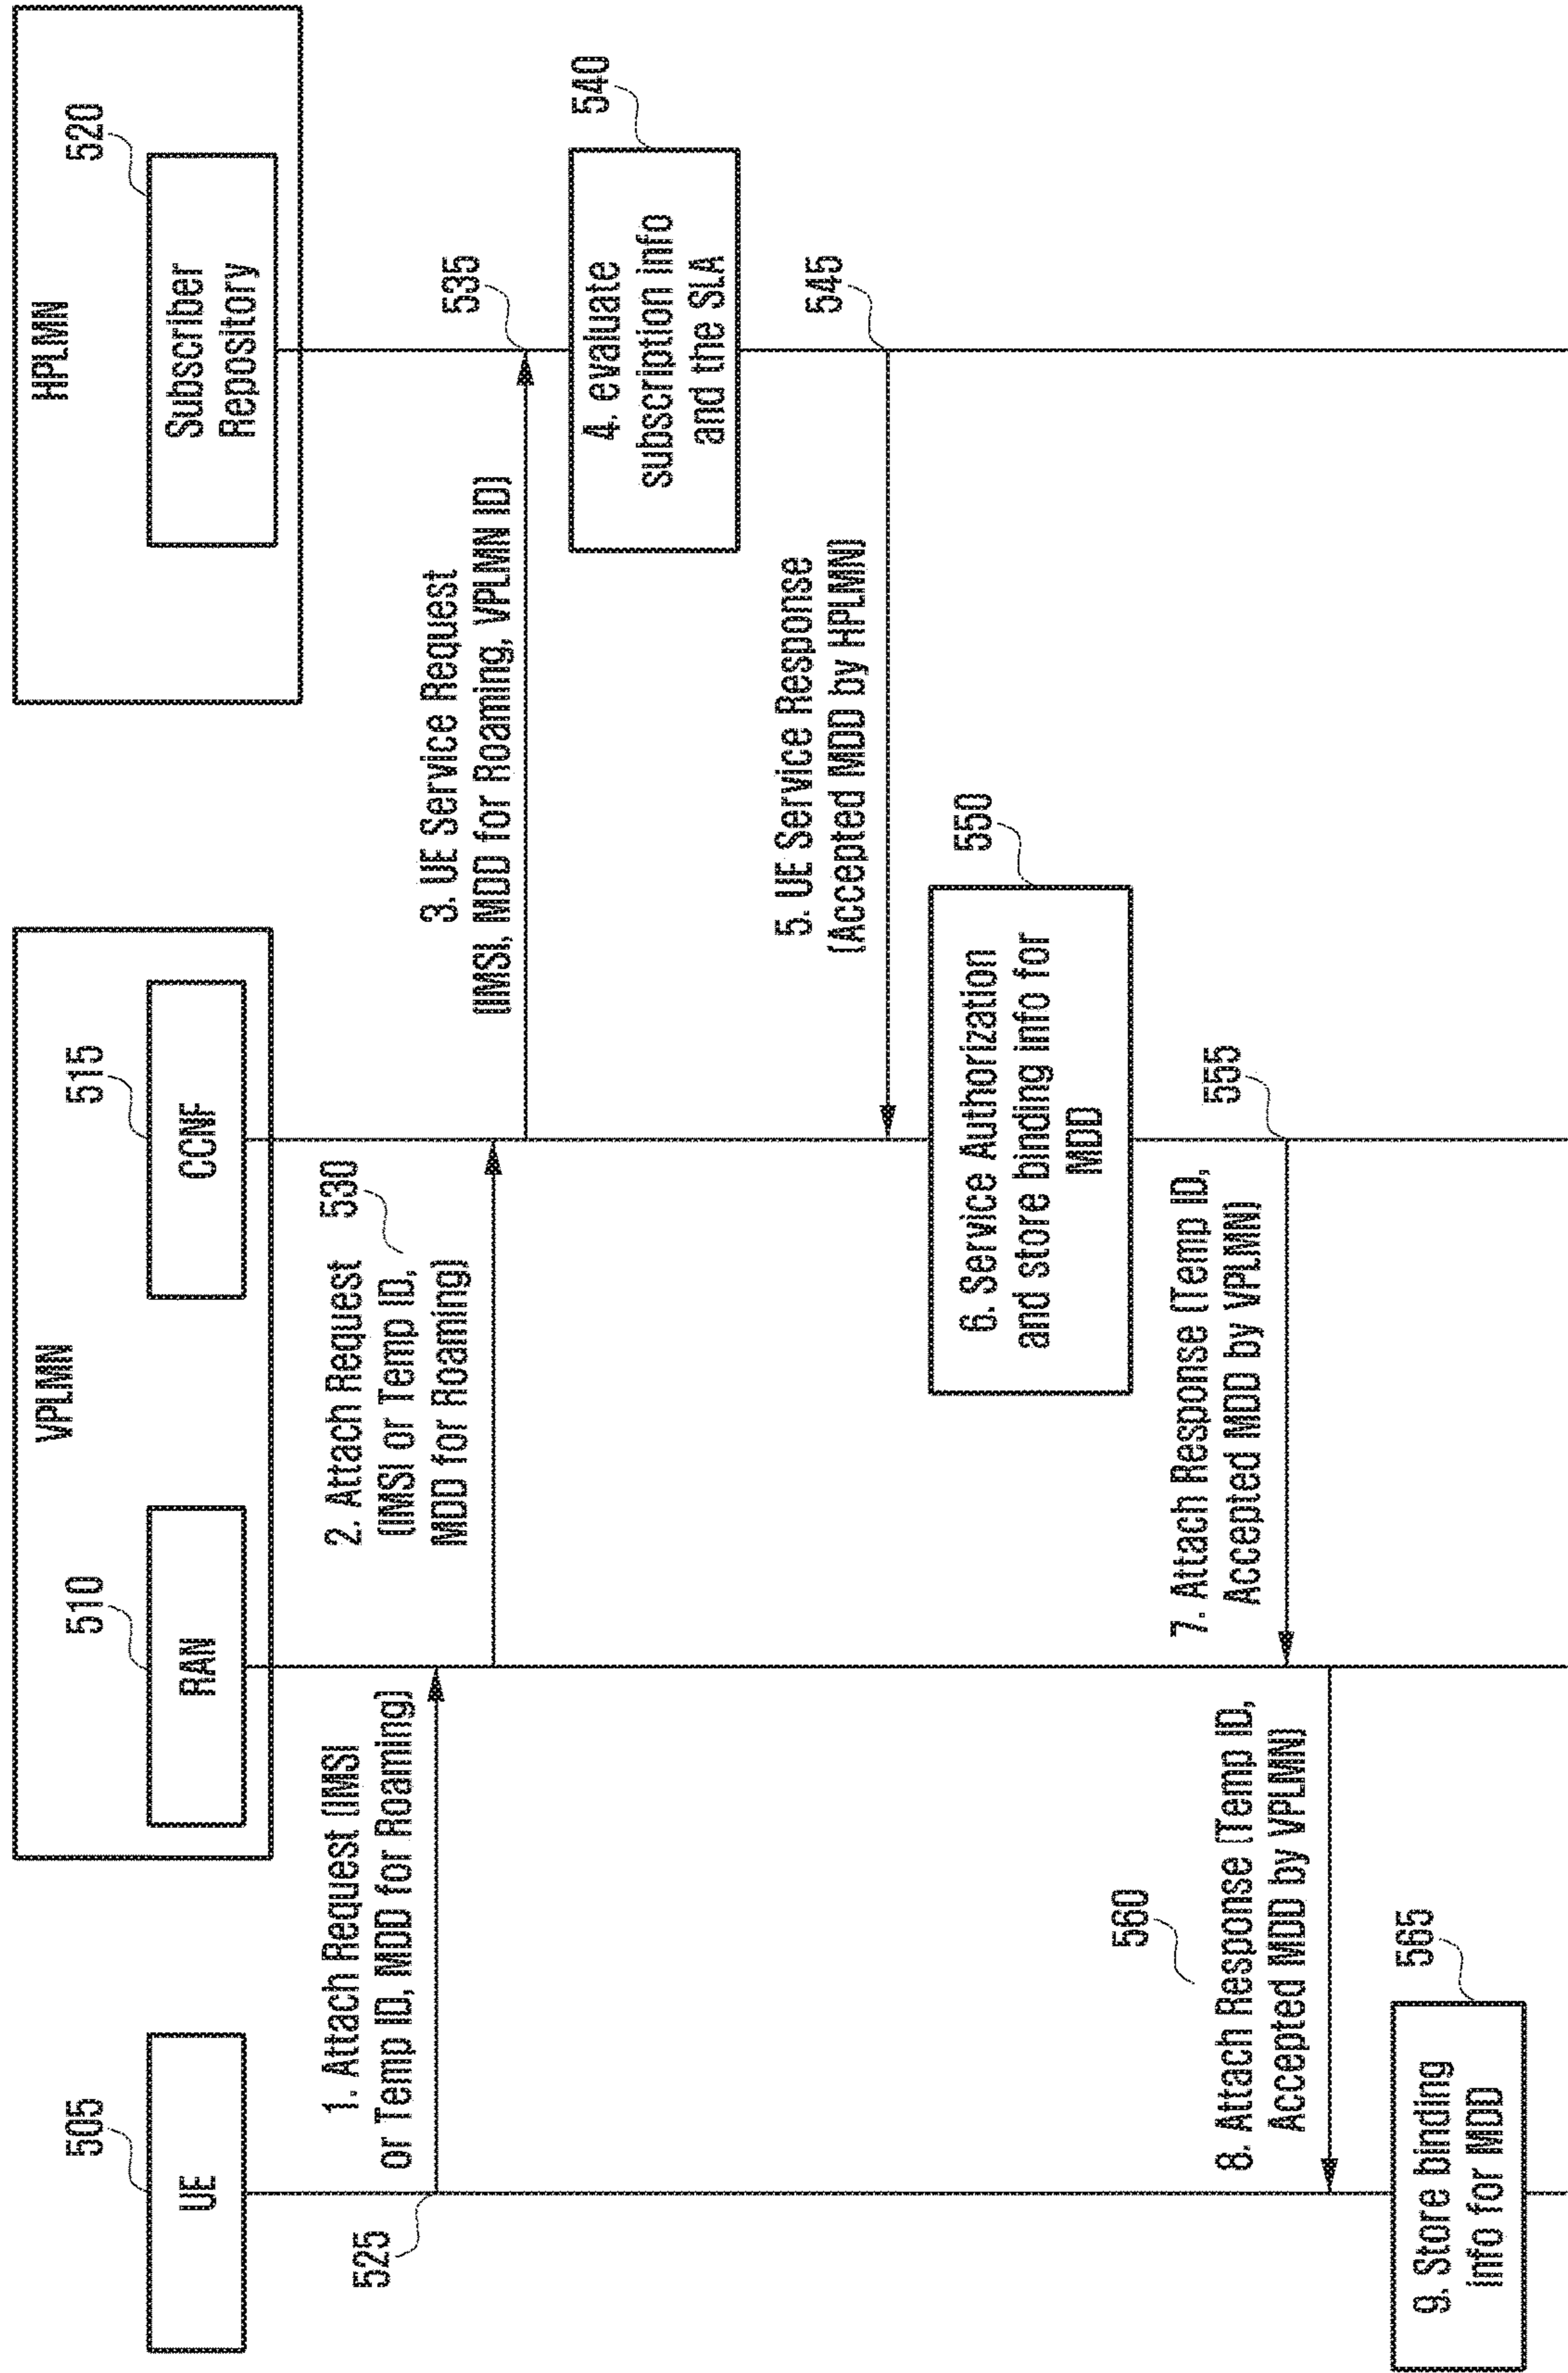 VPLMN
HPLMN
505
510
515
520
UE
RAN
CCNF
Subscriber
Repository
1. Attach Request (IMSI
or Temp ID, MDD for Roaming)
525
2. Attach Request
(IMSI or Temp ID,
MDD for Roaming)
530
3. UE Service Request
(IMSI, MDD for Roaming, VPLMN ID)
535
4. evaluate
subscription info
and the SLA
540
5. UE Service Response
(Accepted MDD by HPLMN)
545
6. Service Authorization
and store binding info for
MDD
550
7. Attach Response (Temp ID,
Accepted MDD by VPLMN)
555
8. Attach Response (Temp ID,
Accepted MDD by VPLMN)
560
9. Store binding
info for MDD
565